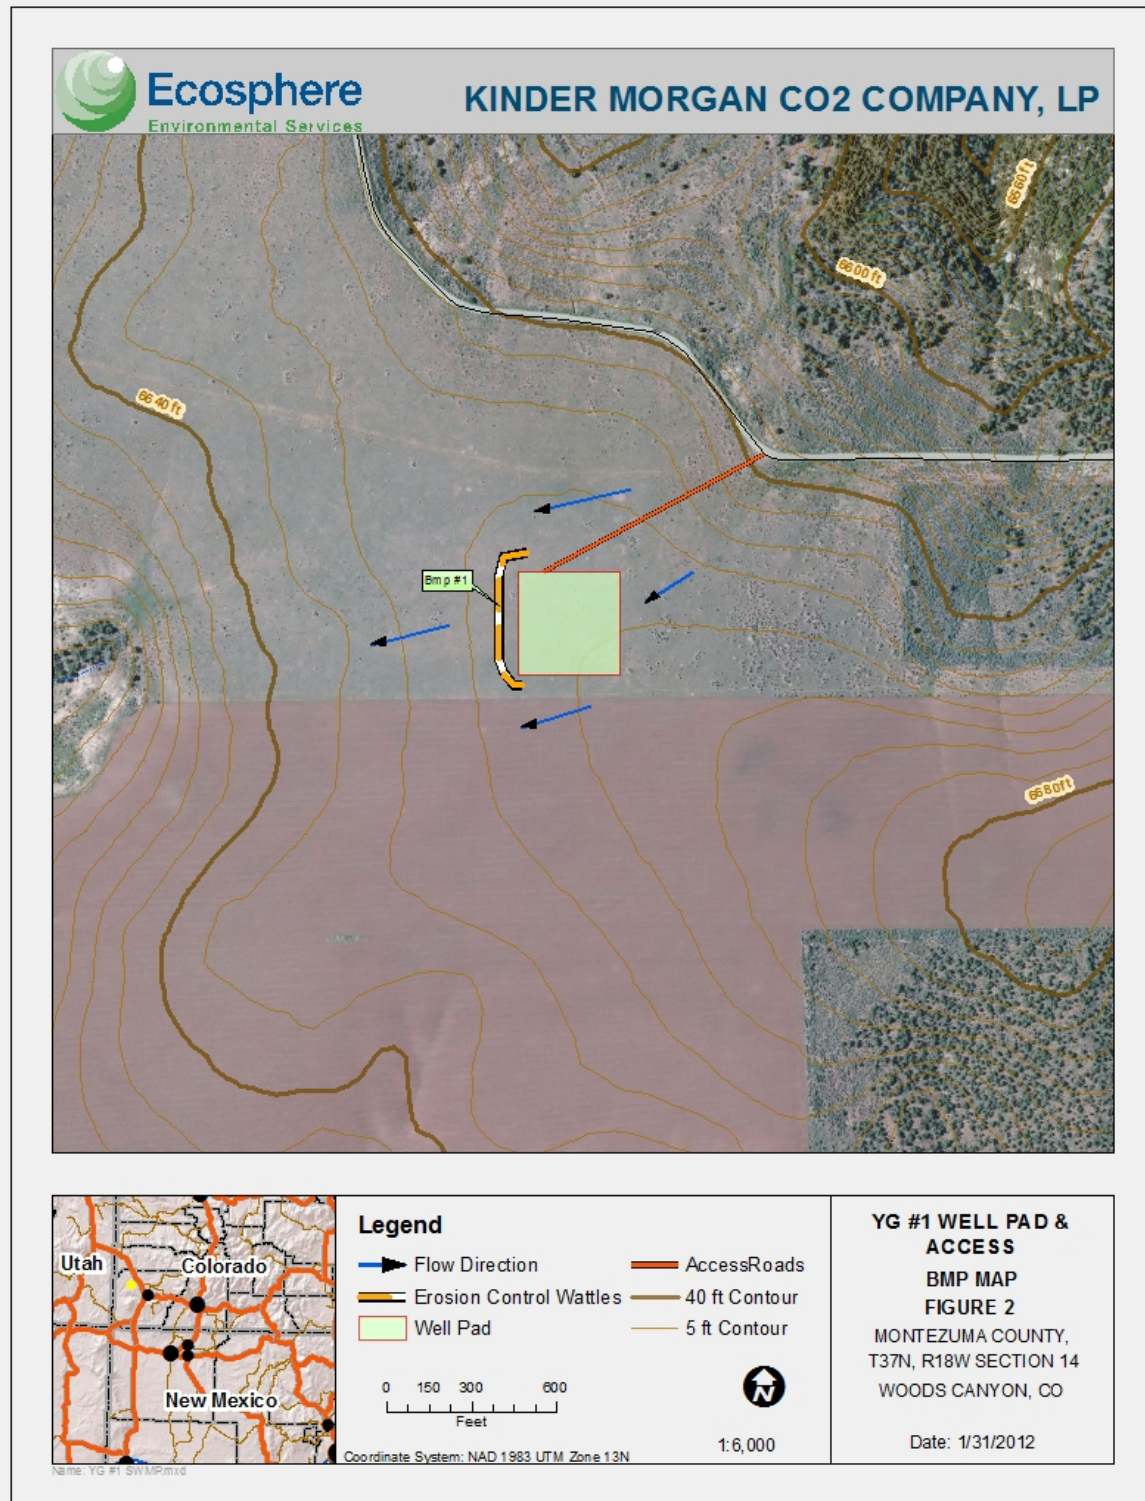 Ecosphere
Environmental Services
KINDER MORGAN CO2 COMPANY, LP
6660 ft
6600 ft
6640 ft
Bmp #1
6680ft
Utah
Colorado
New Mexico
Legend
Flow Direction
AccessRoads
Erosion Control Wattles
40 ft Contour
Well Pad
5 ft Contour
0 150 300 600
Feet
N
1:6,000
Coordinate System: NAD 1983 UTM Zone 13N
YG #1 WELL PAD &
ACCESS
BMP MAP
FIGURE 2
MONTEZUMA COUNTY,
T37N, R18W SECTION 14
WOODS CANYON, CO
Date: 1/31/2012
Name: YG #1 SWMP.mxd